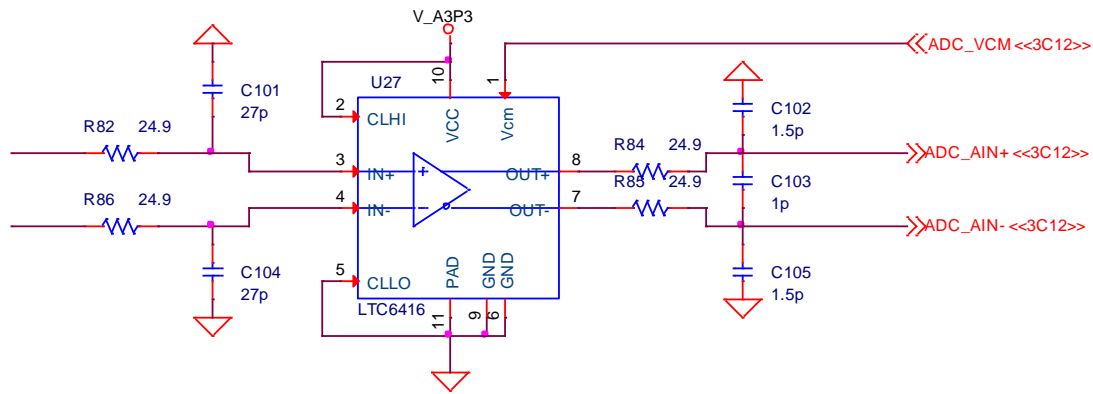 V_A3P3
ADC_VCM <<3C12>>
10
1
U27
C101
27p
2
CLHI
VCC
Vcm
C102
1.5p
R82 24.9
R84 24.9
ADC_AIN+ <<3C12>>
3
IN+
OUT+
8
C103
1p
R85 24.9
R86 24.9
4
IN-
OUT-
7
ADC_AIN- <<3C12>>
C104
27p
5
CLLO
PAD
GND
GND
C105
1.5p
LTC6416
11
9
6